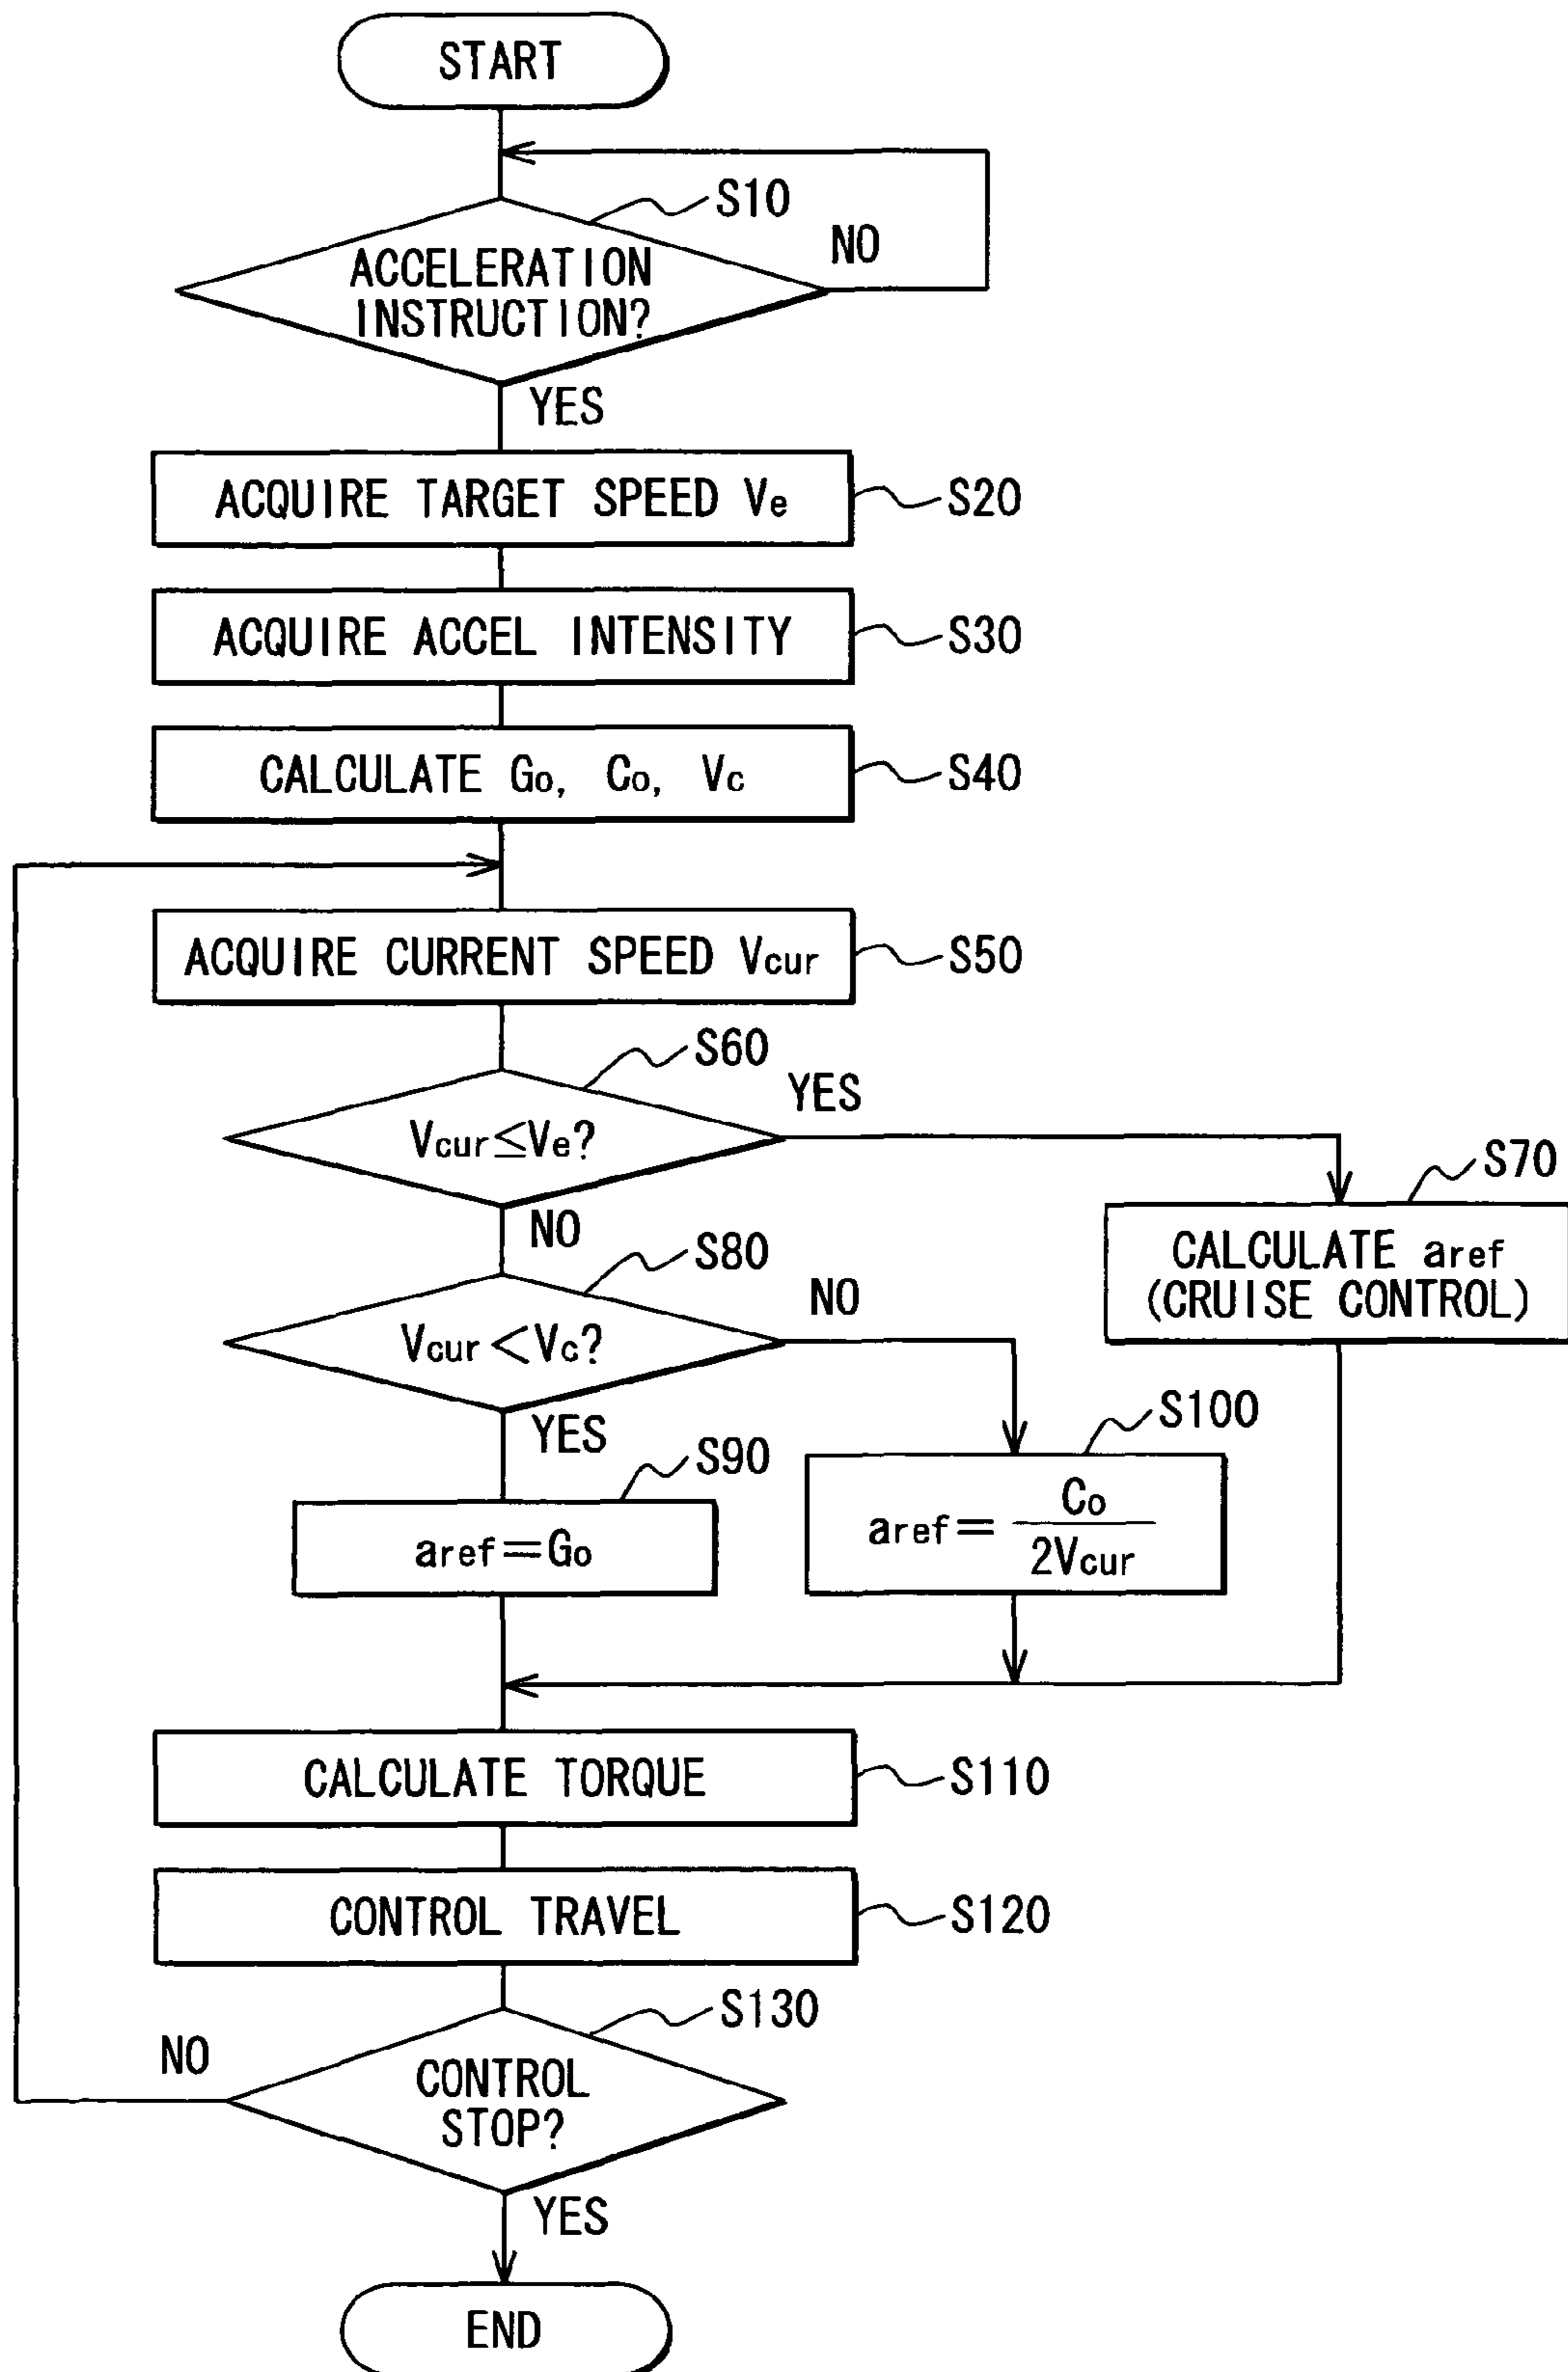 START
S10
NO
ACCELERATION
INSTRUCTION?
YES
ACQUIRE TARGET SPEED Ve
S20
ACQUIRE ACCEL INTENSITY
S30
CALCULATE Go, Co, Vc
S40
ACQUIRE CURRENT SPEED Vcur
S50
S60
YES
Vcur≤Ve?
S70
NO
CALCULATE aref
(CRUISE CONTROL)
S80
NO
Vcur<Vc?
YES
S100
S90
aref=Go
aref= Co
2Vcur
CALCULATE TORQUE
S110
CONTROL TRAVEL
S120
S130
NO
CONTROL
STOP?
YES
END